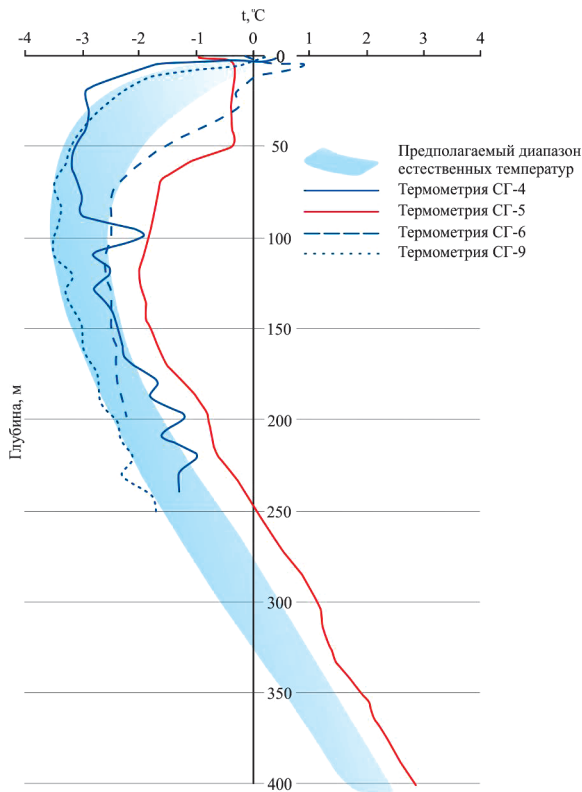 t, °C
-4 -3 -2 -1 0 1 2 3 4
0
50
Предполагаемый диапазон
естественных температур
Термометрия СГ-4
Термометрия СГ-5
Термометрия СГ-6
Термометрия СГ-9
100
150
200
250
300
350
400
Глубина, м